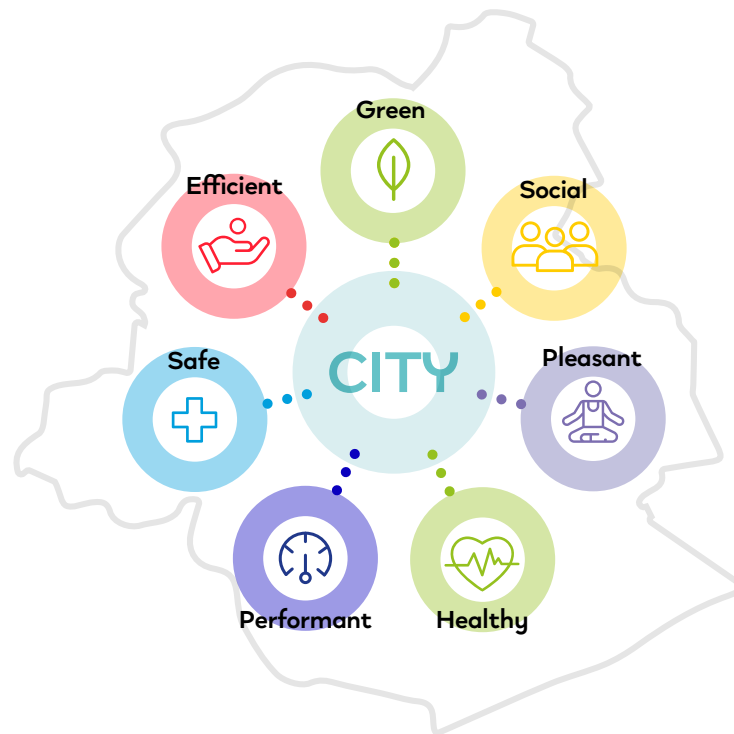 Green
Efficient
Social
CITY
Safe
Pleasant
Performant
Healthy